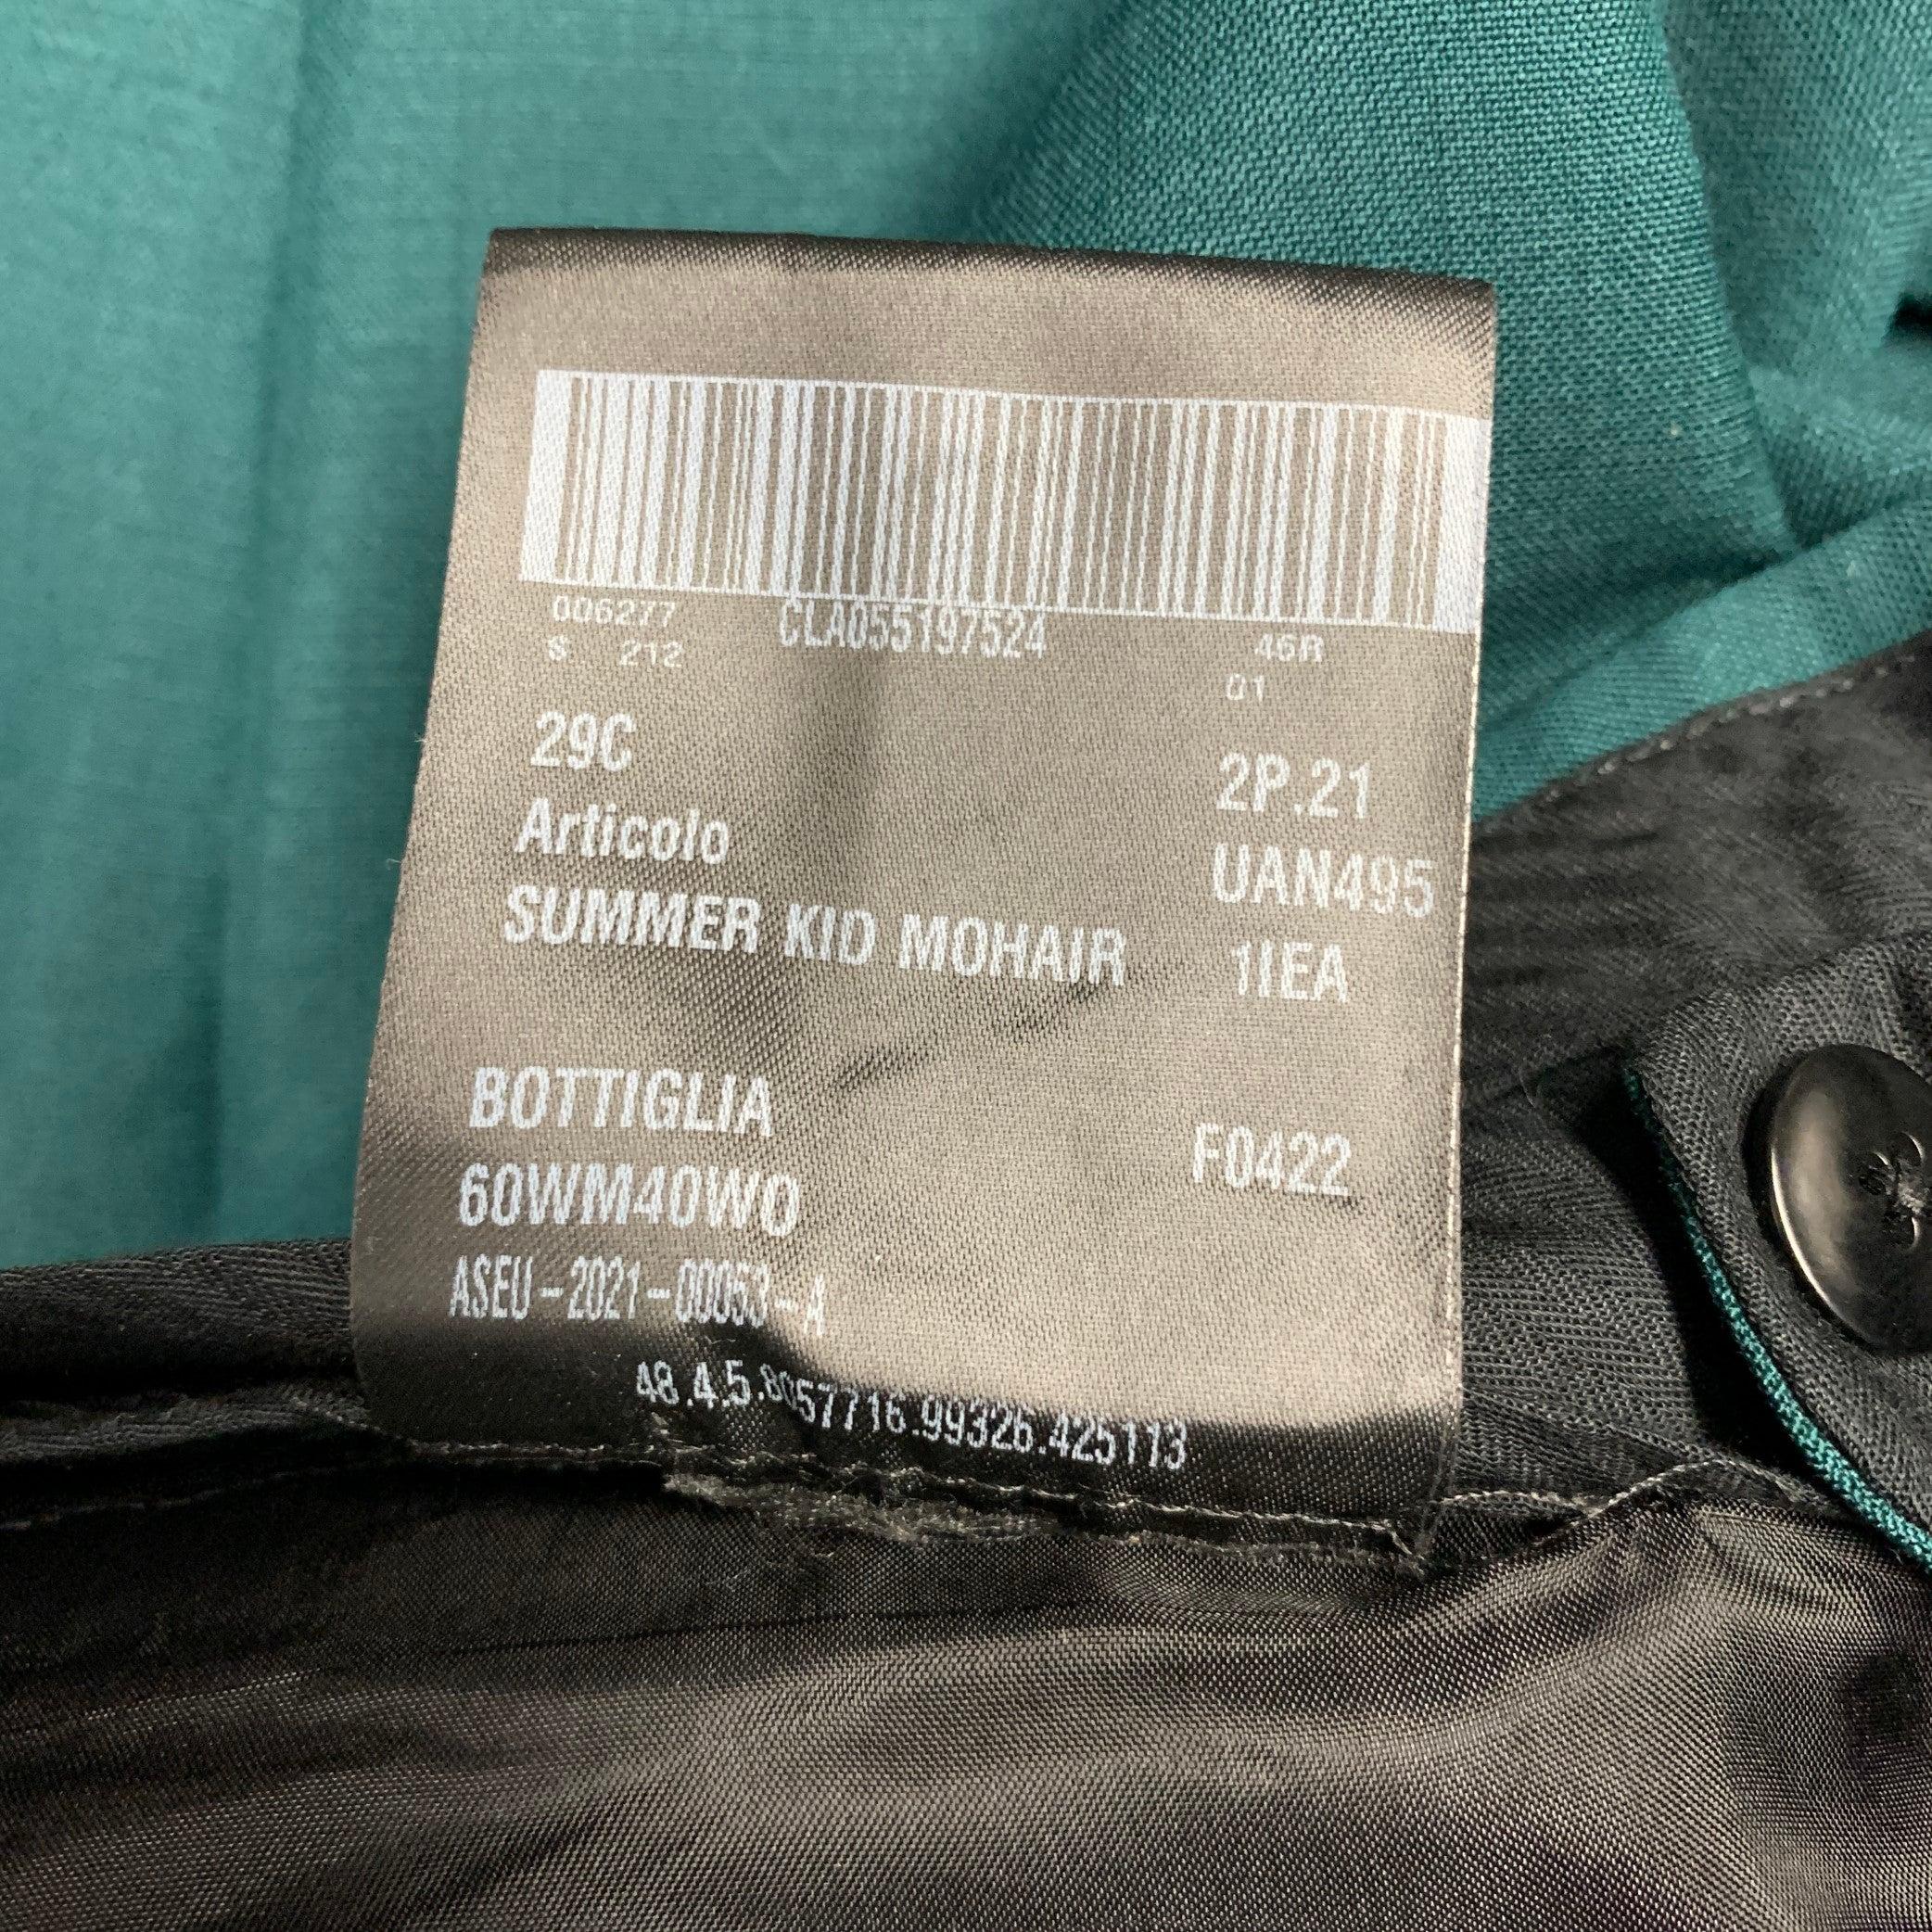 006277 CLA055197524 46R
S 212 01
29C 2P.21
Articolo UAN495
SUMMER KID MOHAIR 1IEA
BOTTIGLIA F0422
60WM40WO
ASEU-2021-00053-A
48.4.5.8057716.99326.425113